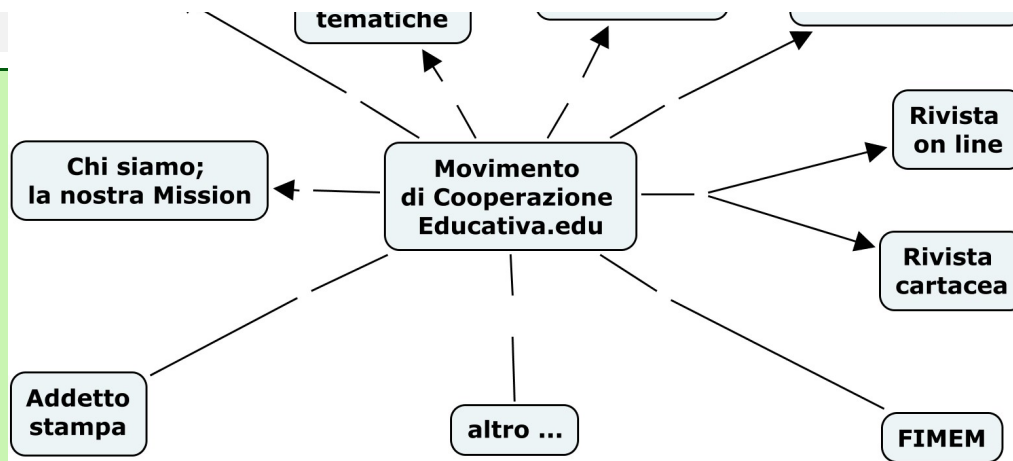 tematiche
Chi siamo;
la nostra Mission
Movimento
di Cooperazione
Educativa.edu
Rivista
on line
Rivista
cartacea
Addetto
stampa
altro ...
FIMEM